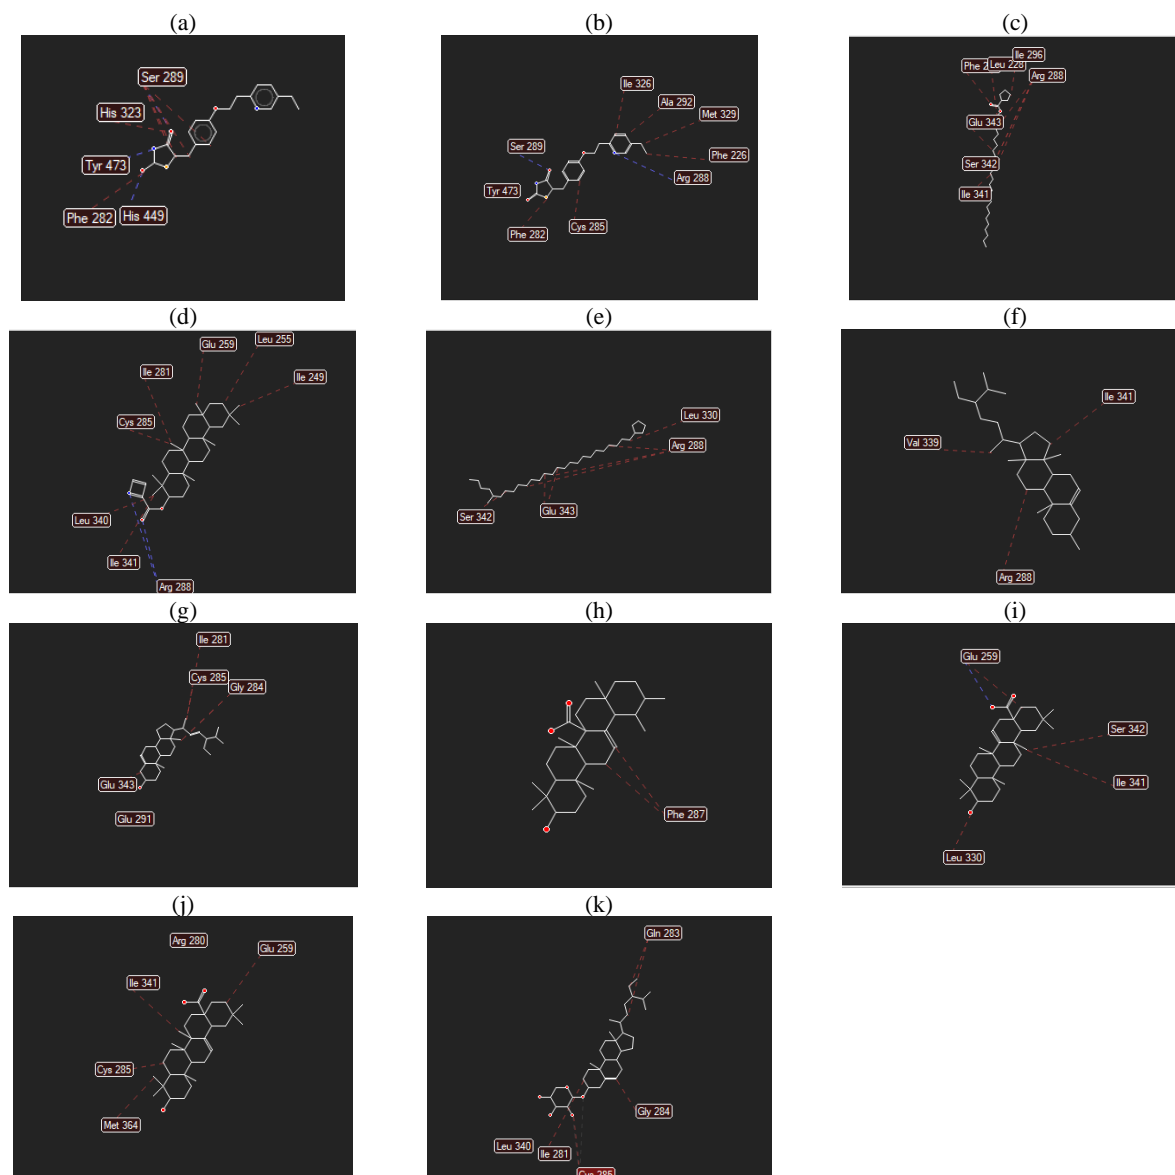 (a)
(b)
(c)
Ser 289
His 323
Tyr 473
Phe 282
His 449
Ile 326
Ala 292
Met 329
Ser 289
Phe 226
Arg 288
Tyr 473
Phe 282
Cys 285
Ile 296
Leu 228
Arg 288
Glu 343
Ser 342
Ile 341
(d)
(e)
(f)
Glu 259
Leu 255
Ile 281
Ile 249
Cys 285
Leu 340
Ile 341
Arg 288
Leu 330
Arg 288
Glu 343
Ser 342
Ile 341
Val 339
Arg 288
(g)
(h)
(i)
Ile 281
Cys 285
Gly 284
Glu 343
Glu 291
Phe 287
Glu 259
Ser 342
Ile 341
Leu 330
(j)
(k)
Arg 280
Glu 259
Ile 341
Cys 285
Met 364
Gln 283
Gly 284
Leu 340
Ile 281
Cys 285